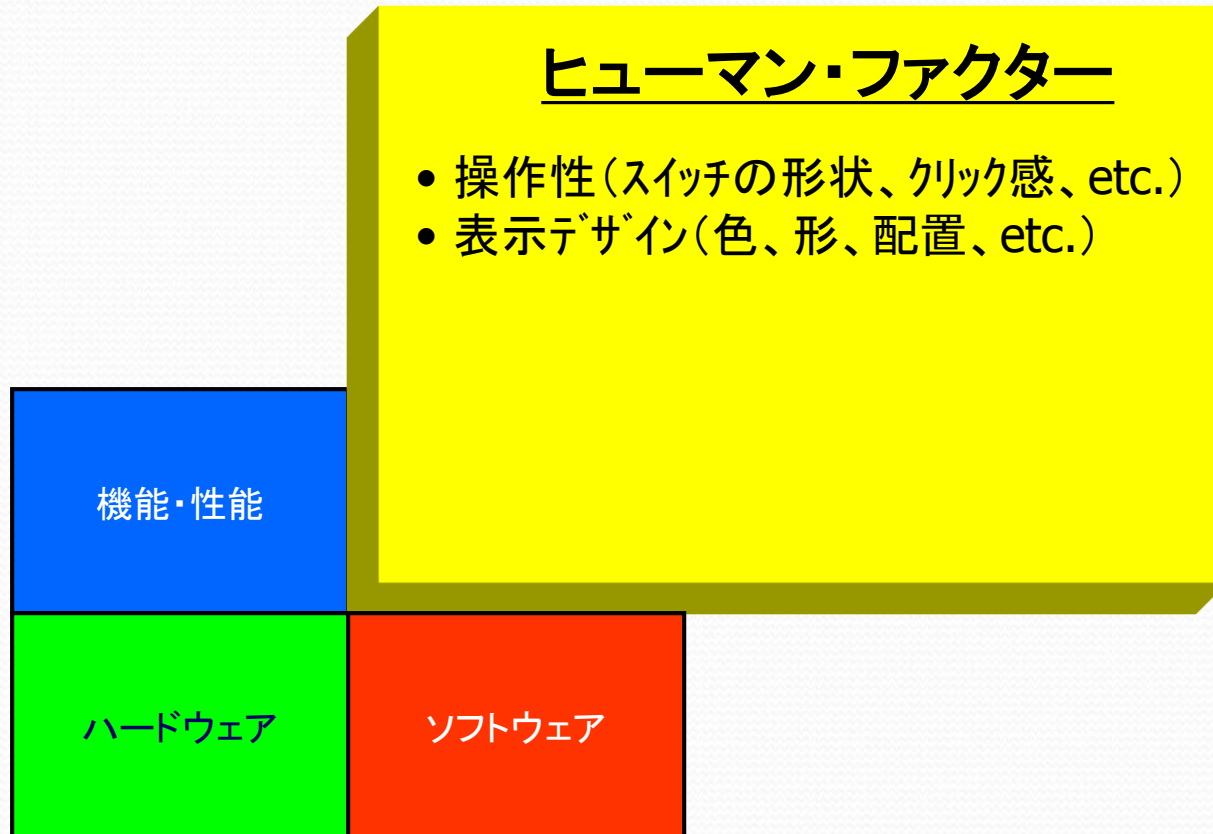 ヒューマン・ファクター
• 操作性（ｽｲｯﾁの形状、ｸﾘｯｸ感、etc.）
• 表示ﾃﾞｻﾞｲﾝ（色、形、配置、etc.）
機能・性能
ハードウェア
ソフトウェア